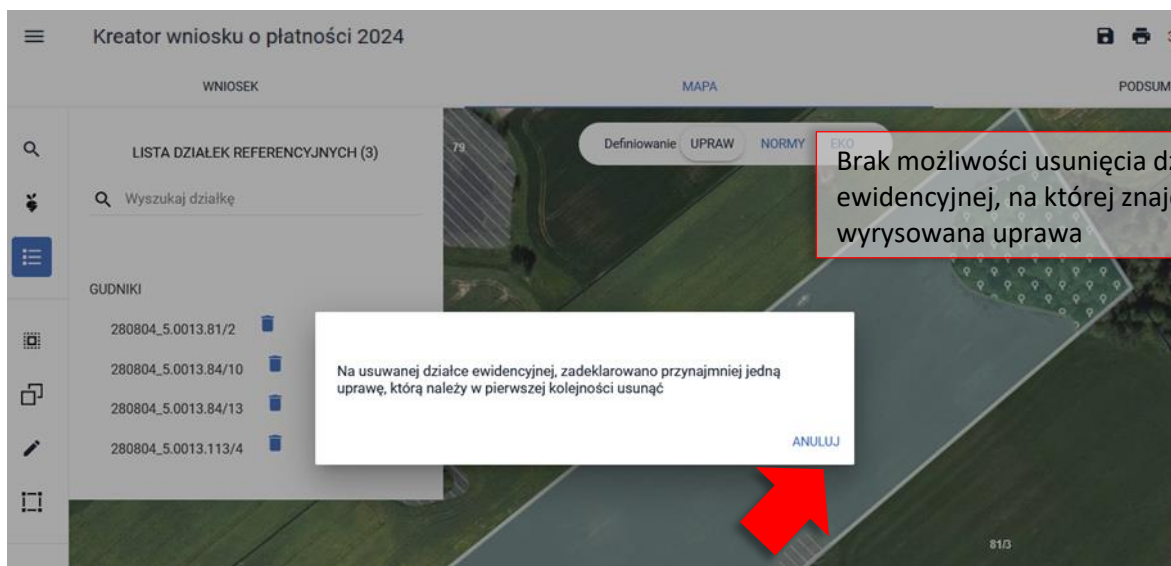 Kreator wniosku o płatności 2024
WNIOSEK
MAPA
PODSUM
LISTA DZIAŁEK REFERENCYJNYCH (3)
Wyszukaj działkę
GUDNIKI
280804_5.0013.81/2
280804_5.0013.84/10
280804_5.0013.84/13
280804_5.0013.113/4
79
Definiowanie UPRAW NORMY EKO
Brak możliwości usunięcia dz
ewidencyjnej, na której znaj
wyrysowana uprawa
Na usuwanej działce ewidencyjnej, zadeklarowano przynajmniej jedną
uprawę, którą należy w pierwszej kolejności usunąć
ANULUJ
81/3